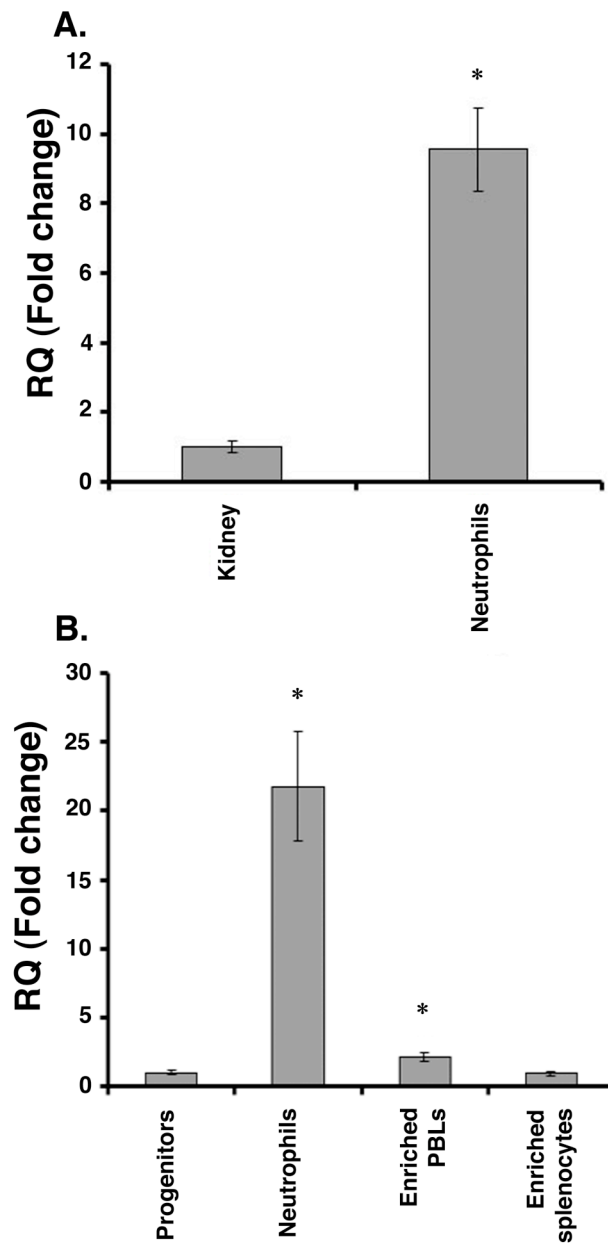 A.
RQ (Fold change)
12
10
8
6
4
2
0
*
Kidney
Neutrophils
B.
RQ (Fold change)
30
25
20
15
10
5
0
*
*
Progenitors
Neutrophils
Enriched
PBLs
Enriched
splenocytes